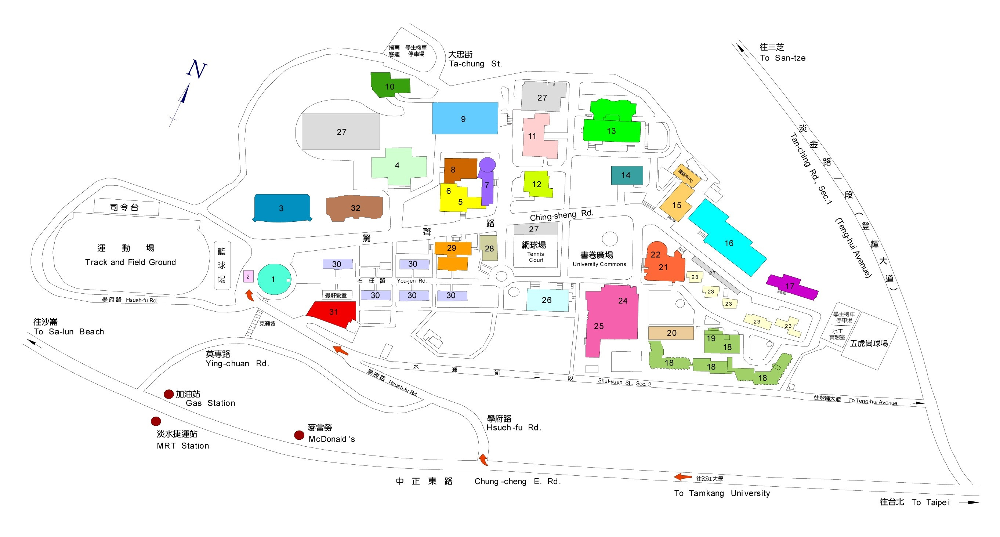 指南 學生機車
客運 停車場
大忠街
Ta-chung St.
往三芝
To San-tze
N
10
27
9
27
11
13
淡金路一段(登輝大道)
Tan-ching Rd., Sec.1 (Teng-hui Avenue)
4
8
7
6
5
12
14
建築系(K)
15
16
3
32
司令台
運動場
Track and Field Ground
籃球場
驚聲路
Ching-sheng Rd.
27
網球場
Tennis
Court
書卷廣場
University Commons
29
28
30
30
2
1
右任路 You-jen Rd.
覺軒教室
30
30
30
31
26
22
21
23
27
23
23
23
23
17
24
25
20
19
18
18
18
18
學生機車
停車場
水工
實驗室
五虎崗球場
學府路 Hsueh-fu Rd.
克難坡
往沙崙
To Sa-lun Beach
英專路
Ying-chuan Rd.
水源街二段 Shui-yuan St., Sec. 2
學府路 Hsueh-fu Rd.
往登輝大道 To Teng-hui Avenue
加油站
Gas Station
淡水捷運站
MRT Station
麥當勞
McDonald 's
學府路
Hsueh-fu Rd.
中正東路 Chung-cheng E. Rd.
往淡江大學
To Tamkang University
往台北 To Taipei